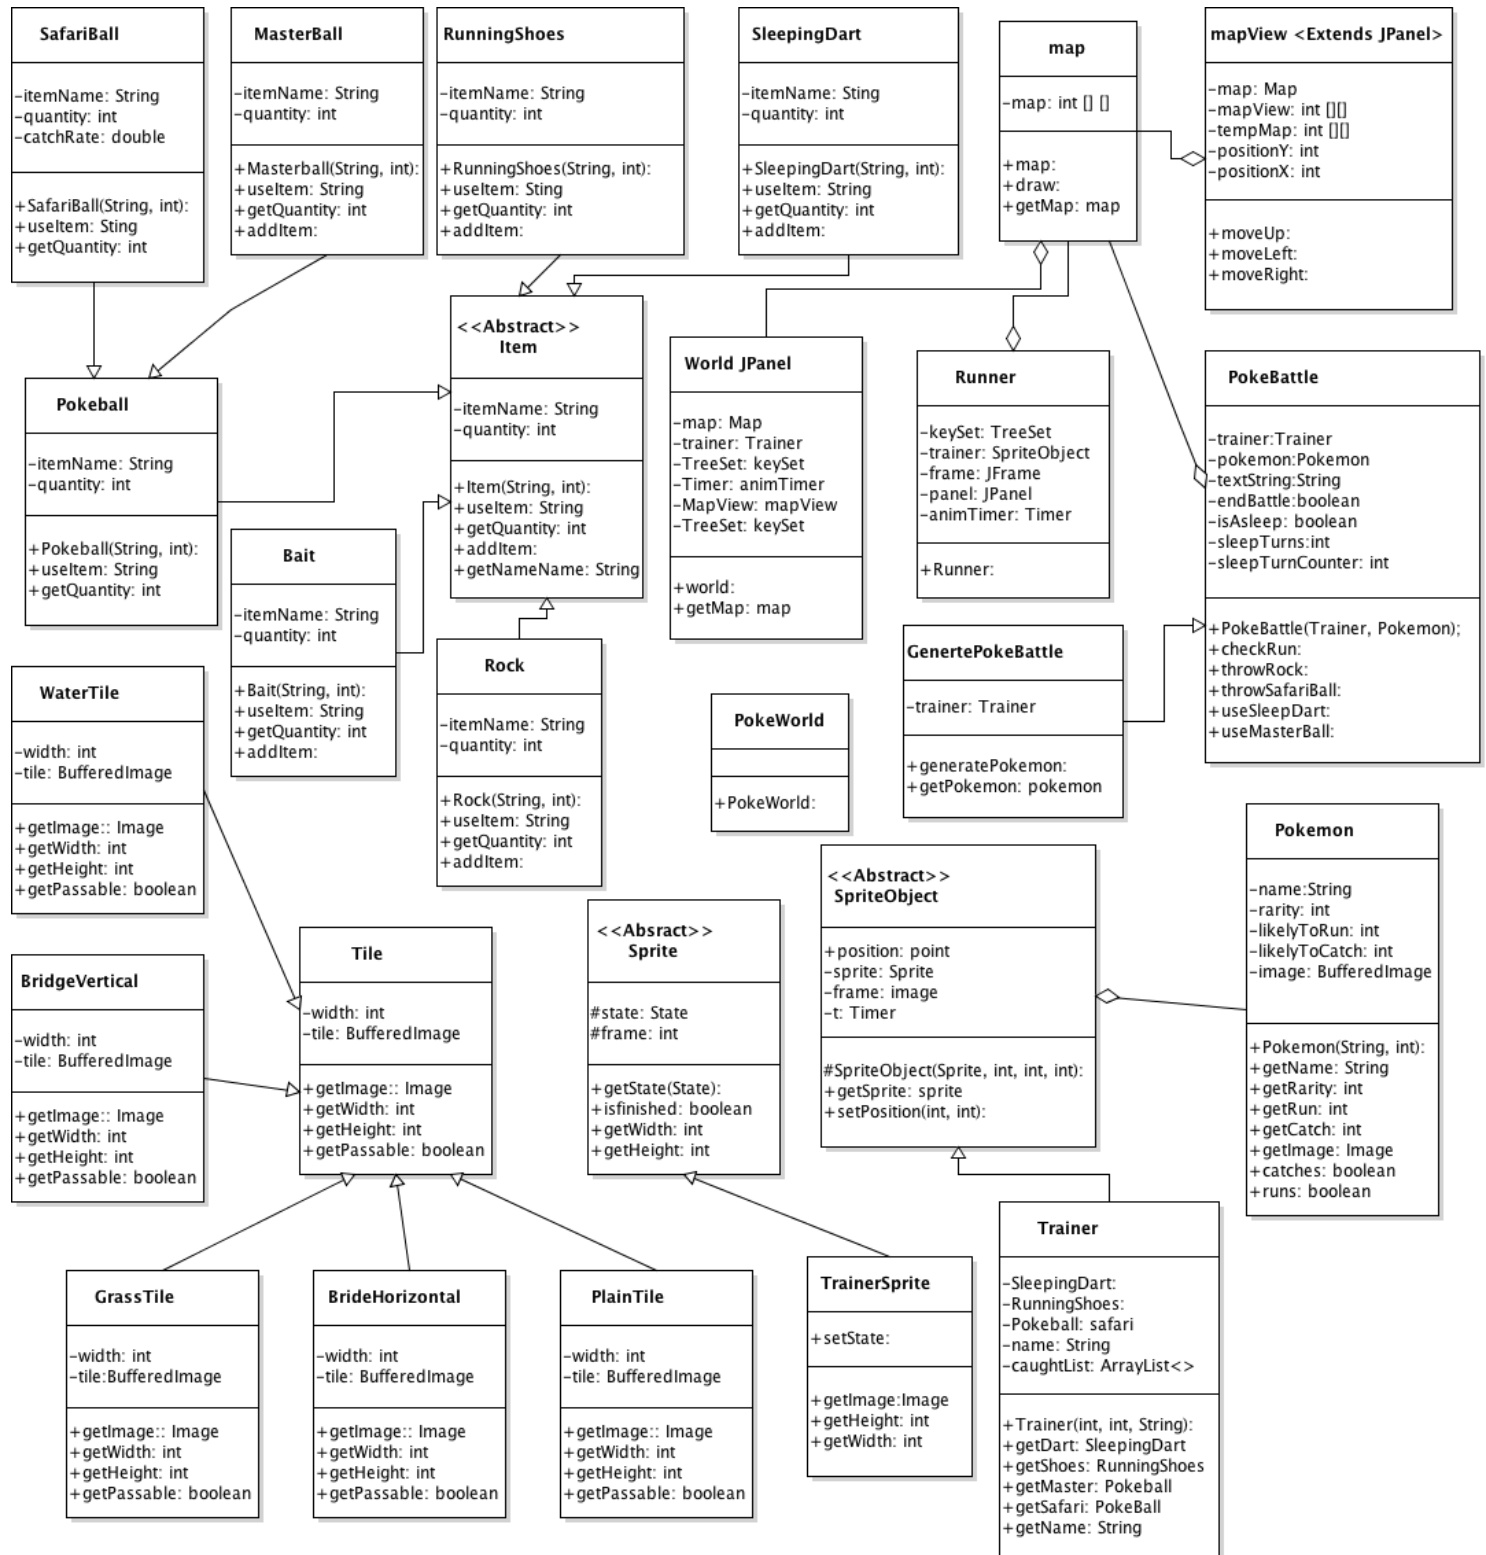 SafariBall
-itemName: String
-quantity: int
-catchRate: double
+SafariBall(String, int):
+useItem: Sting
+getQuantity: int
MasterBall
-itemName: String
-quantity: int
+Masterball(String, int):
+useItem: String
+getQuantity: int
+addItem:
RunningShoes
-itemName: String
-quantity: int
+RunningShoes(String, int):
+useItem: Sting
+getQuantity: int
+addItem:
SleepingDart
-itemName: Sting
-quantity: int
+SleepingDart(String, int):
+useItem: String
+getQuantity: int
+addItem:
map
-map: int [] []
+map:
+draw:
+getMap: map
mapView <Extends JPanel>
-map: Map
-mapView: int [][]
-tempMap: int [][]
-positionY: int
-positionX: int
+moveUp:
+moveLeft:
+moveRight:
Pokeball
-itemName: String
-quantity: int
+Pokeball(String, int):
+useItem: String
+getQuantity: int
<<Abstract>>
Item
-itemName: String
-quantity: int
+Item(String, int):
+useItem: String
+getQuantity: int
+addItem:
+getNameName: String
World JPanel
-map: Map
-trainer: Trainer
-TreeSet: keySet
-Timer: animTimer
-MapView: mapView
-TreeSet: keySet
+world:
+getMap: map
Runner
-keySet: TreeSet
-trainer: SpriteObject
-frame: JFrame
-panel: JPanel
-animTimer: Timer
+Runner:
PokeBattle
-trainer:Trainer
-pokemon:Pokemon
-textString:String
-endBattle:boolean
-isAsleep: boolean
-sleepTurns:int
-sleepTurnCounter: int
+PokeBattle(Trainer, Pokemon);
+checkRun:
+throwRock:
+throwSafariBall:
+useSleepDart:
+useMasterBall:
Bait
-itemName: String
-quantity: int
+Bait(String, int):
+useItem: String
+getQuantity: int
+addItem:
Rock
-itemName: String
-quantity: int
+Rock(String, int):
+useItem: String
+getQuantity: int
+addItem:
GenertePokeBattle
-trainer: Trainer
+generatePokemon:
+getPokemon: pokemon
PokeWorld
+PokeWorld:
WaterTile
-width: int
-tile: BufferedImage
+getImage:: Image
+getWidth: int
+getHeight: int
+getPassable: boolean
Pokemon
-name:String
-rarity: int
-likelyToRun: int
-likelyToCatch: int
-image: BufferedImage
+Pokemon(String, int):
+getName: String
+getRarity: int
+getRun: int
+getCatch: int
+getImage: Image
+catches: boolean
+runs: boolean
<<Abstract>>
SpriteObject
+position: point
-sprite: Sprite
-frame: image
-t: Timer
#SpriteObject(Sprite, int, int, int):
+getSprite: sprite
+setPosition(int, int):
<<Absract>>
Sprite
#state: State
#frame: int
+getState(State):
+isfinished: boolean
+getWidth: int
+getHeight: int
Tile
-width: int
-tile: BufferedImage
+getImage:: Image
+getWidth: int
+getHeight: int
+getPassable: boolean
BridgeVertical
-width: int
-tile: BufferedImage
+getImage:: Image
+getWidth: int
+getHeight: int
+getPassable: boolean
GrassTile
-width: int
-tile:BufferedImage
+getImage:: Image
+getWidth: int
+getHeight: int
+getPassable: boolean
BrideHorizontal
-width: int
-tile: BufferedImage
+getImage:: Image
+getWidth: int
+getHeight: int
+getPassable: boolean
PlainTile
-width: int
-tile: BufferedImage
+getImage:: Image
+getWidth: int
+getHeight: int
+getPassable: boolean
TrainerSprite
+setState:
+getImage:Image
+getHeight: int
+getWidth: int
Trainer
-SleepingDart:
-RunningShoes:
-Pokeball: safari
-name: String
-caughtList: ArrayList<>
+Trainer(int, int, String):
+getDart: SleepingDart
+getShoes: RunningShoes
+getMaster: Pokeball
+getSafari: PokeBall
+getName: String